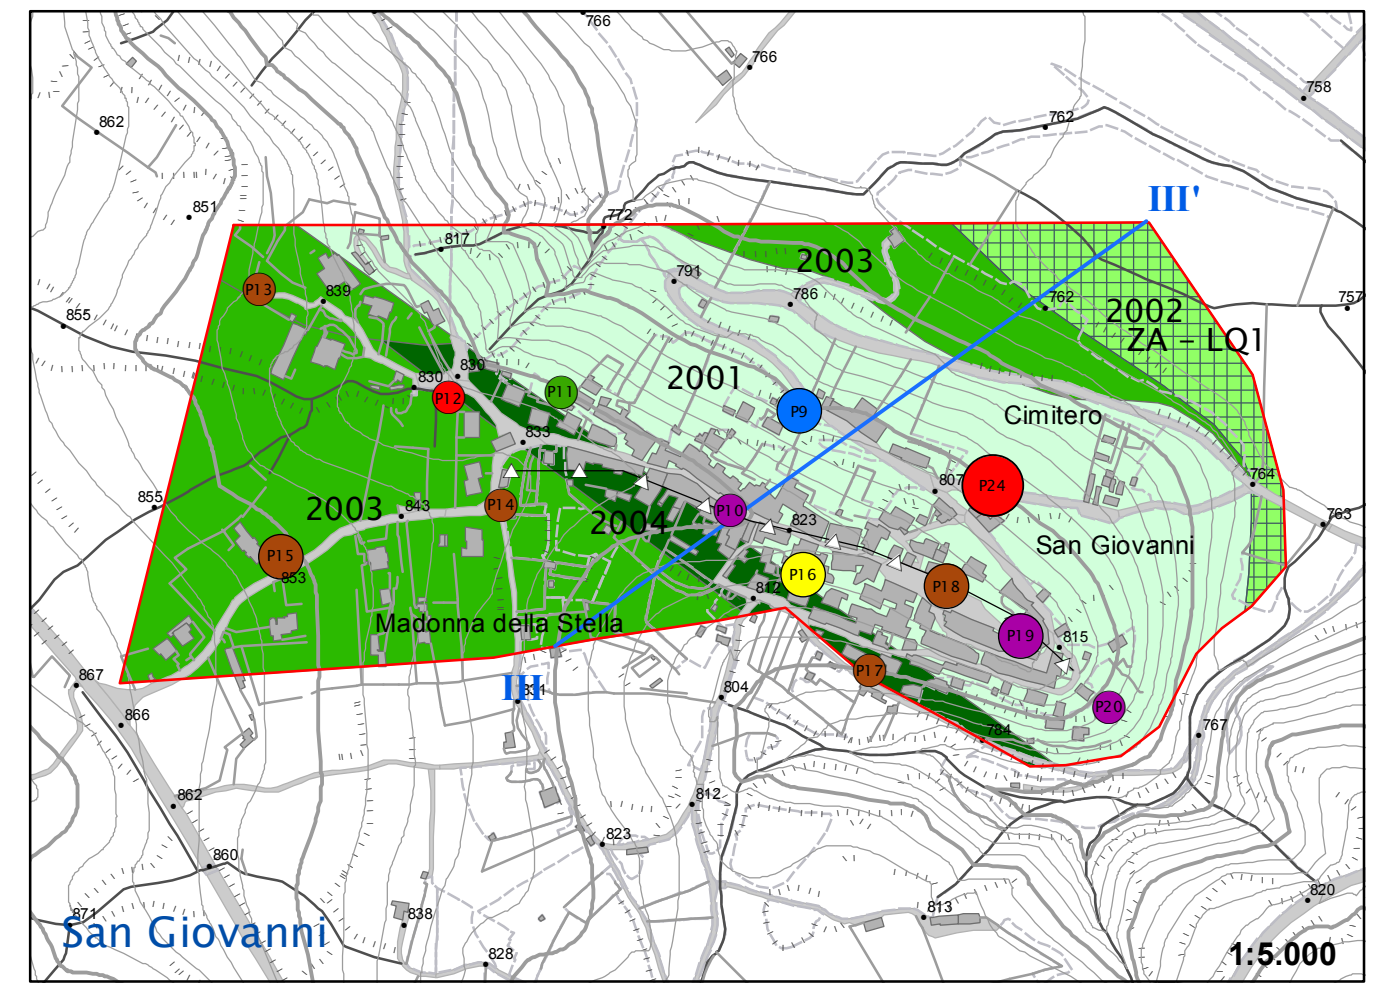 766
766
758
862
762
851
III'
772
817
2003
791
P13
839
786
762
757
855
2002
ZA - LQ1
830
830
2001
P11
P12
P9
Cimitero
833
764
807
P24
855
P14
2003
843
P10
763
2004
823
San Giovanni
P15
853
P16
P18
812
Madonna della Stella
P19
815
P17
867
III
831
804
P20
866
784
767
862
812
823
860
820
871
838
813
San Giovanni
828
1:5.000